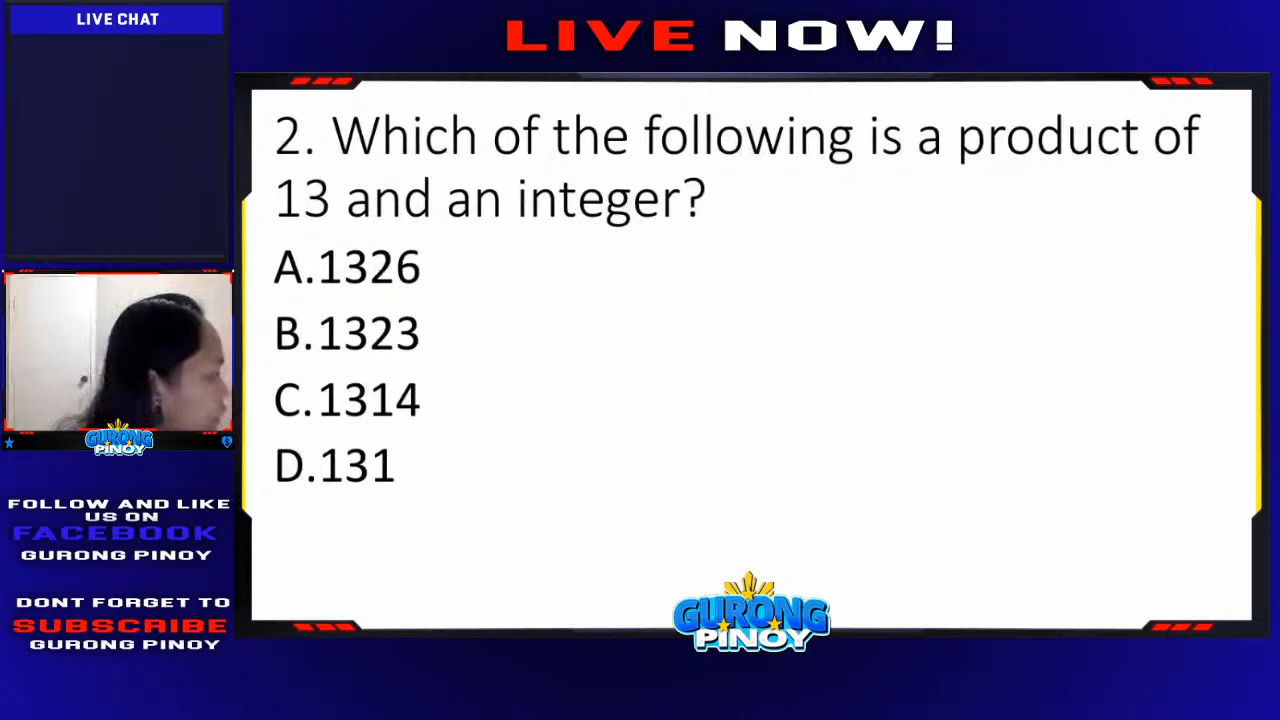 LIVE CHAT
LIVE NOW!
2. Which of the following is a product of
13 and an integer?
A.1326
B.1323
C.1314
D.131
GURONG
PINOY
FOLLOW AND LIKE
US ON
FACEBOOK
GURONG PINOY
DONT FORGET TO
SUBSCRIBE
GURONG PINOY
GURONG
PINOY